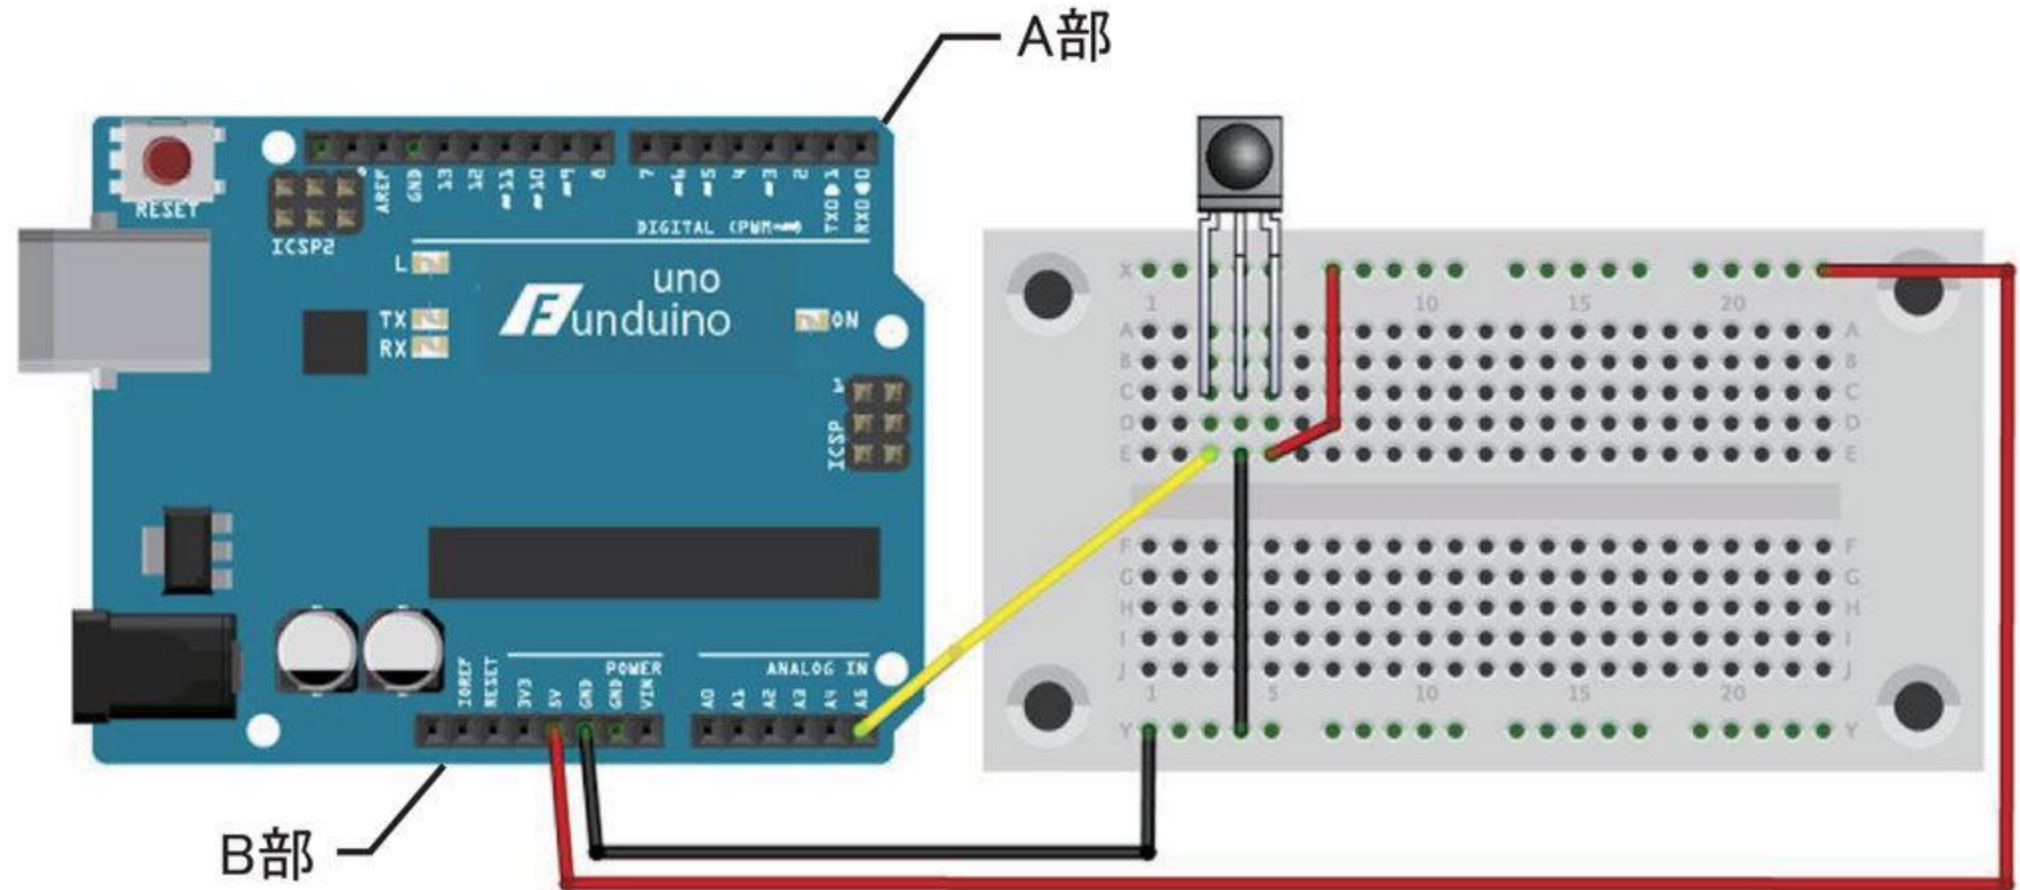 A部
RESET
ICSP2
AREF
GND
13
12
11
10
9
8
7
6
5
4
3
2
TXD 1
RXD 0
DIGITAL (PWM=~)
L
TX
RX
uno
Funduino
ON
1
ICSP
POWER
ANALOG IN
IOREF
RESET
3V3
5V
GND
GND
VIN
A0
A1
A2
A3
A4
A5
B部
X
1 10 15 20
A A
B B
C C
D D
E E
F F
G G
H H
I I
J J
1 5 10 15 20
Y Y